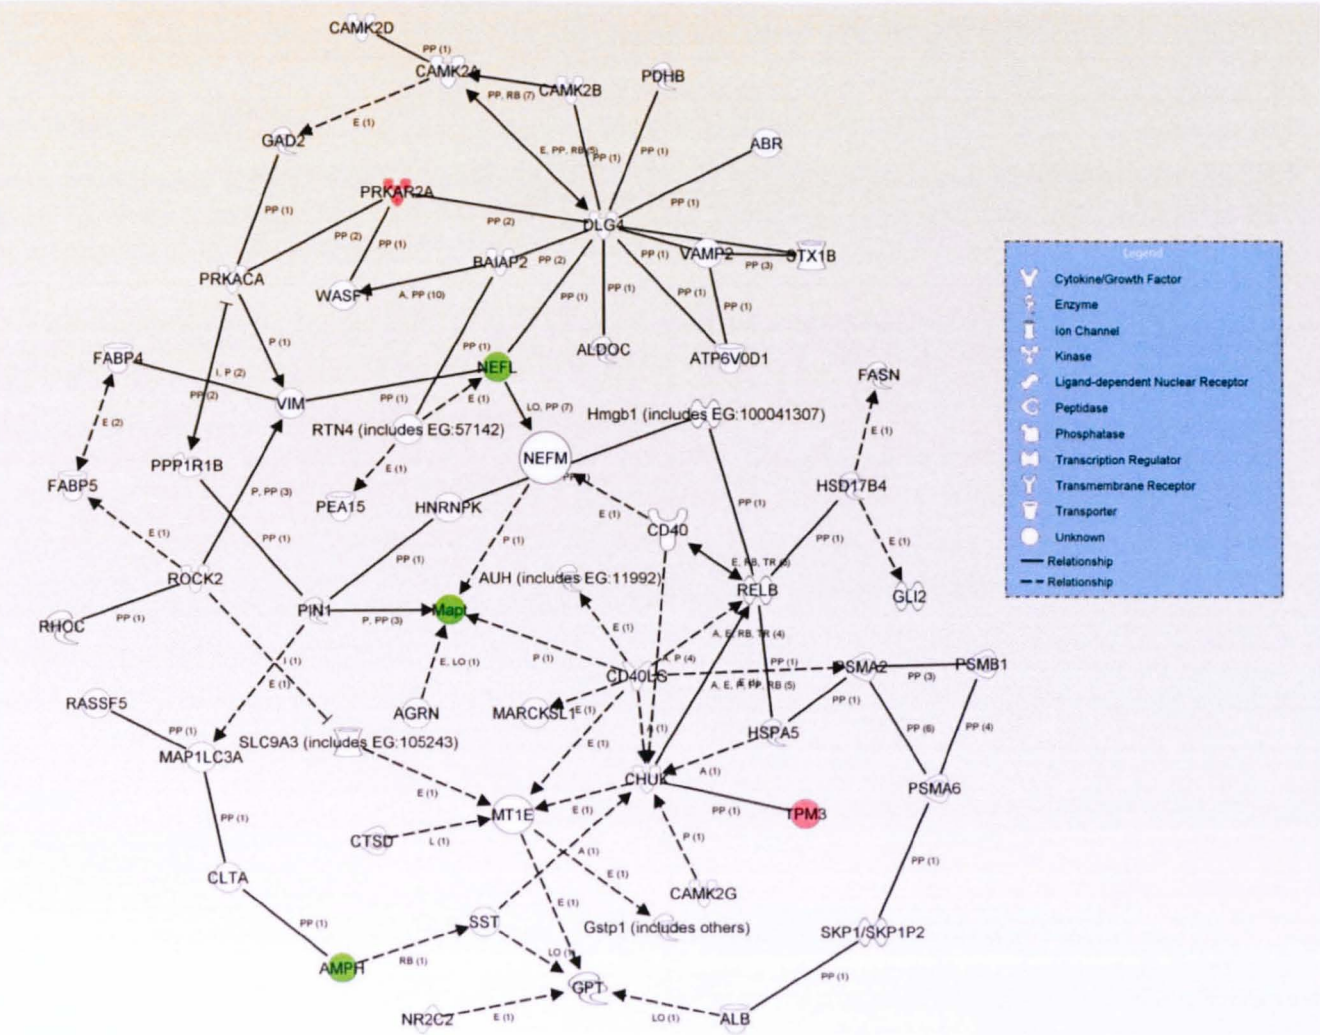 CAMK2D
PP (1)
CAMK2A
PDHB
CAMK2B
PP, RB (7)
E (1)
GAD2
ABR
E, PP, RB (5)
PP (1)
PP (1)
PRKAR2A
PP (1)
PP (1)
PP (2)
DLG4
PP (2)
PP (1)
BAIAP2
PP (2)
PP (1)
VAMP2
STX1B
PP (3)
PRKACA
WASF1
A, PP (10)
PP (1)
PP (1)
PP (1)
PP (1)
P (1)
PP (1)
ALDOC
ATP6V0D1
FABP4
NEFL
FASN
I, P (2)
PP (2)
PP (1)
E (1)
VIM
LO, PP (7)
Hmgb1 (includes EG:100041307)
E (2)
RTN4 (includes EG:57142)
E (1)
PPP1R1B
E (1)
NEFM
FABP5
P, PP (3)
PEA15
HNRNPK
HSD17B4
PP (1)
E (1)
CD40
E (1)
PP (1)
P (1)
PP (1)
E (1)
PP (1)
E, RB, TR (6)
ROCK2
AUH (includes EG:11992)
RELB
GLI2
RHOC
PP (1)
PIN1
P, PP (3)
Mapt
E (1)
A, E, RB, TR (4)
I (1)
E, LO (1)
P (1)
A, P (4)
PP (1)
PSMA2
PSMB1
E (1)
CD40LG
A, E, P, PP, RB (5)
PP (3)
RASSF5
AGRN
MARCKSL1
E (1)
PP (1)
PP (6)
PP (4)
PP (1)
SLC9A3 (includes EG:105243)
E (1)
HSPA5
MAP1LC3A
CHUK
A (1)
PSMA6
E (1)
E (1)
PP (1)
TPM3
PP (1)
MT1E
CTSD
L (1)
P (1)
A (1)
PP (1)
CLTA
E (1)
CAMK2G
E (1)
PP (1)
SST
Gstp1 (includes others)
SKP1/SKP1P2
AMPH
RB (1)
PP (1)
GPT
NR2C2
E (1)
LO (1)
ALB
Legend
Cytokine/Growth Factor
Enzyme
Ion Channel
Kinase
Ligand-dependent Nuclear Receptor
Peptidase
Phosphatase
Transcription Regulator
Transmembrane Receptor
Transporter
Unknown
Relationship
Relationship